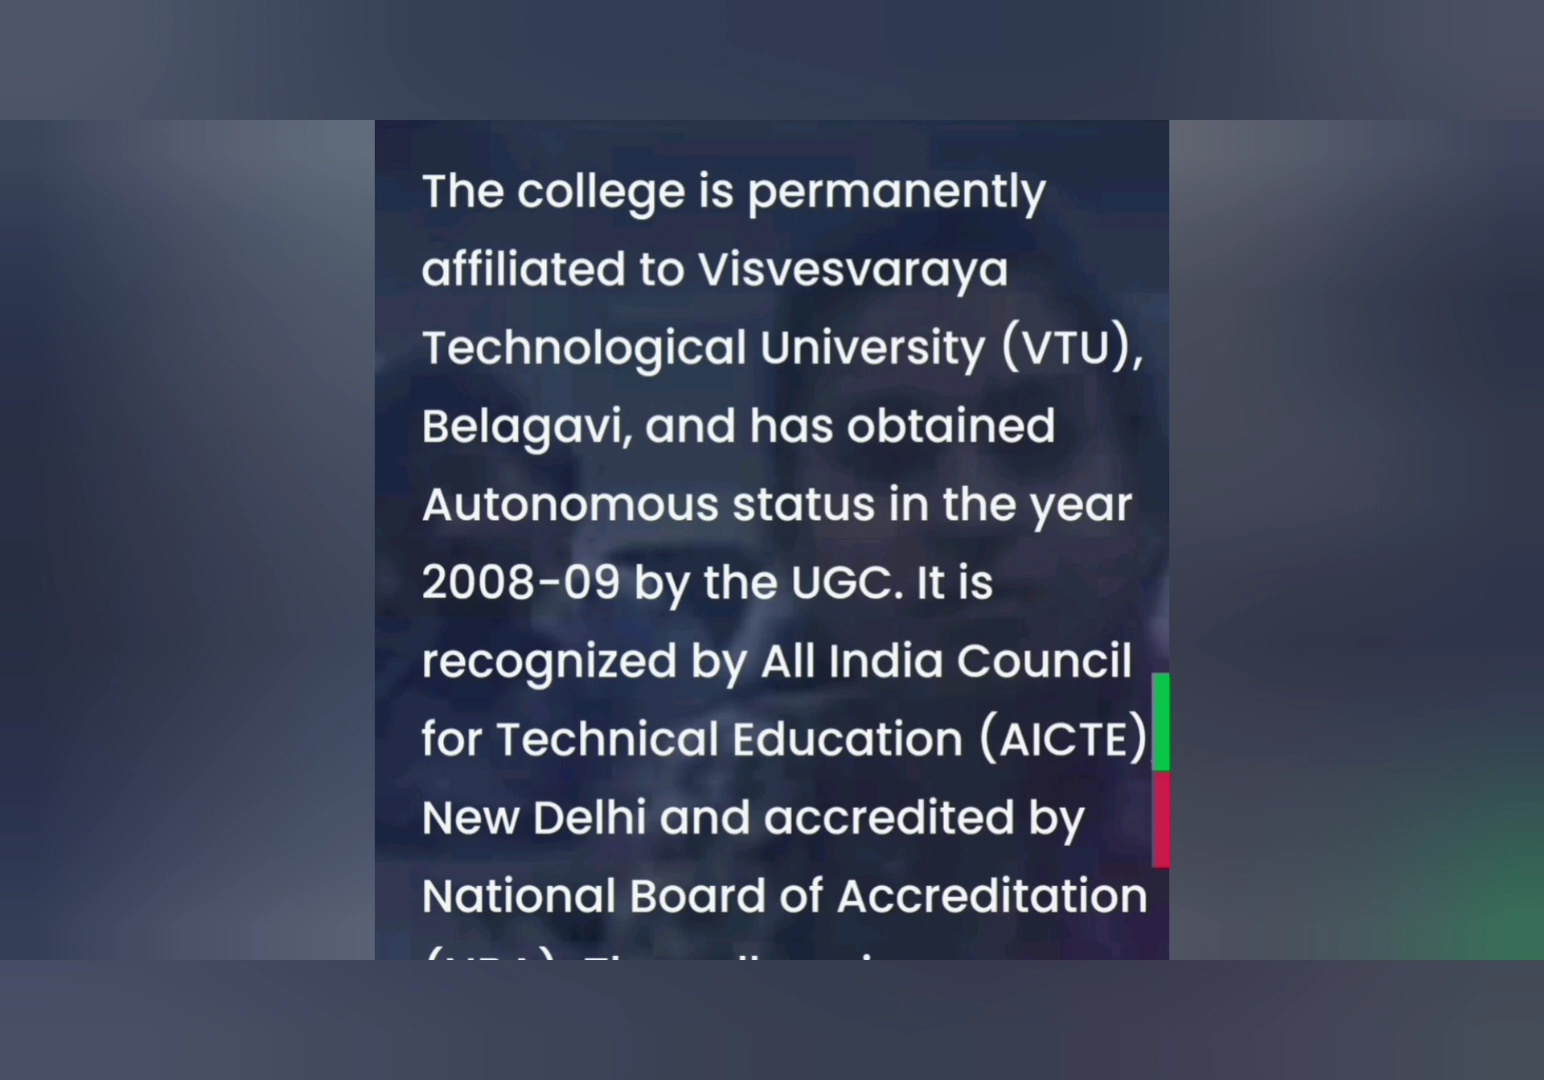 The college is permanently
affiliated to Visvesvaraya
Technological University (VTU),
Belagavi, and has obtained
Autonomous status in the year
2008-09 by the UGC. It is
recognized by All India Council
for Technical Education (AICTE)
New Delhi and accredited by
National Board of Accreditation